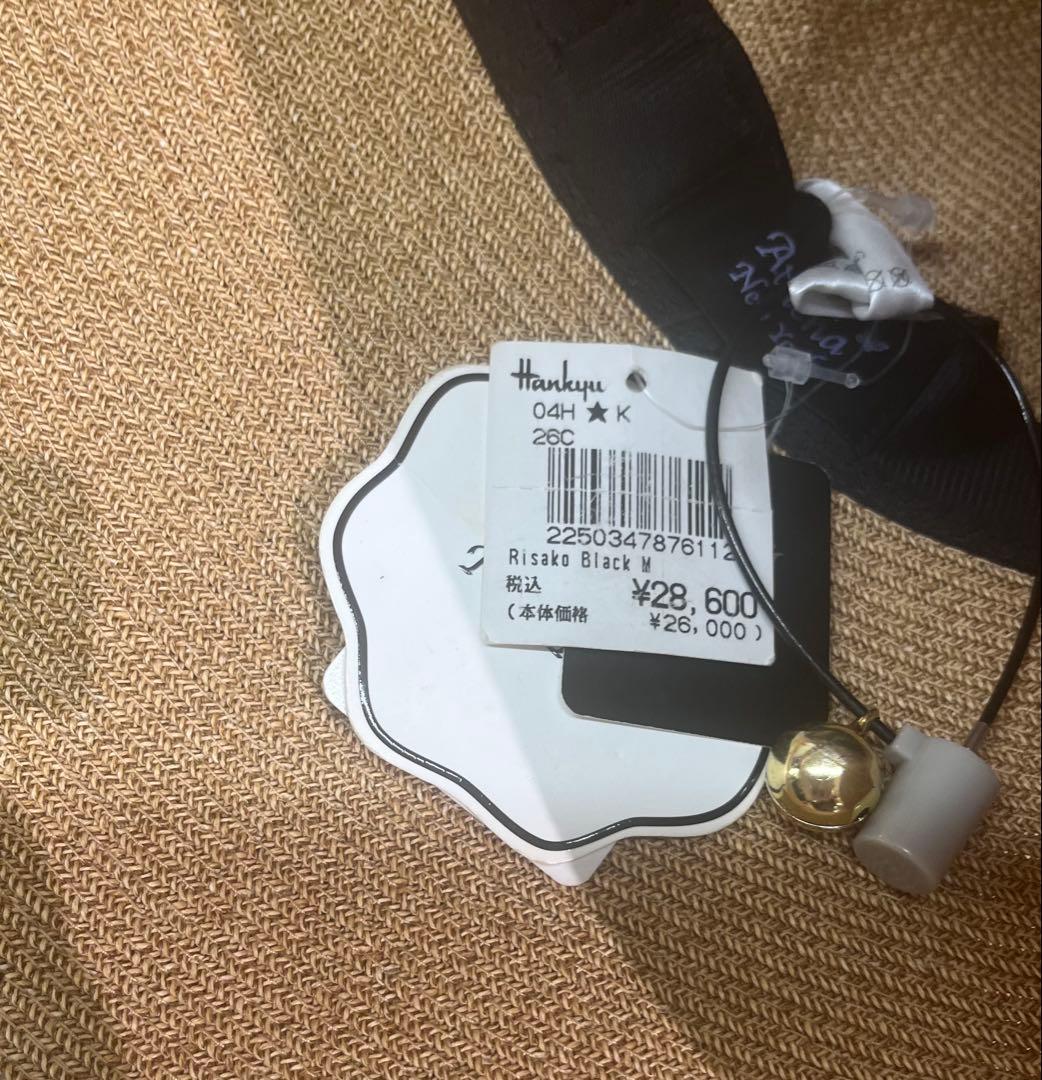 Hankyu
04H ★ K
26C
2250347876112
Risako Black M
税込 ¥28,600
(本体価格 ¥26,000)